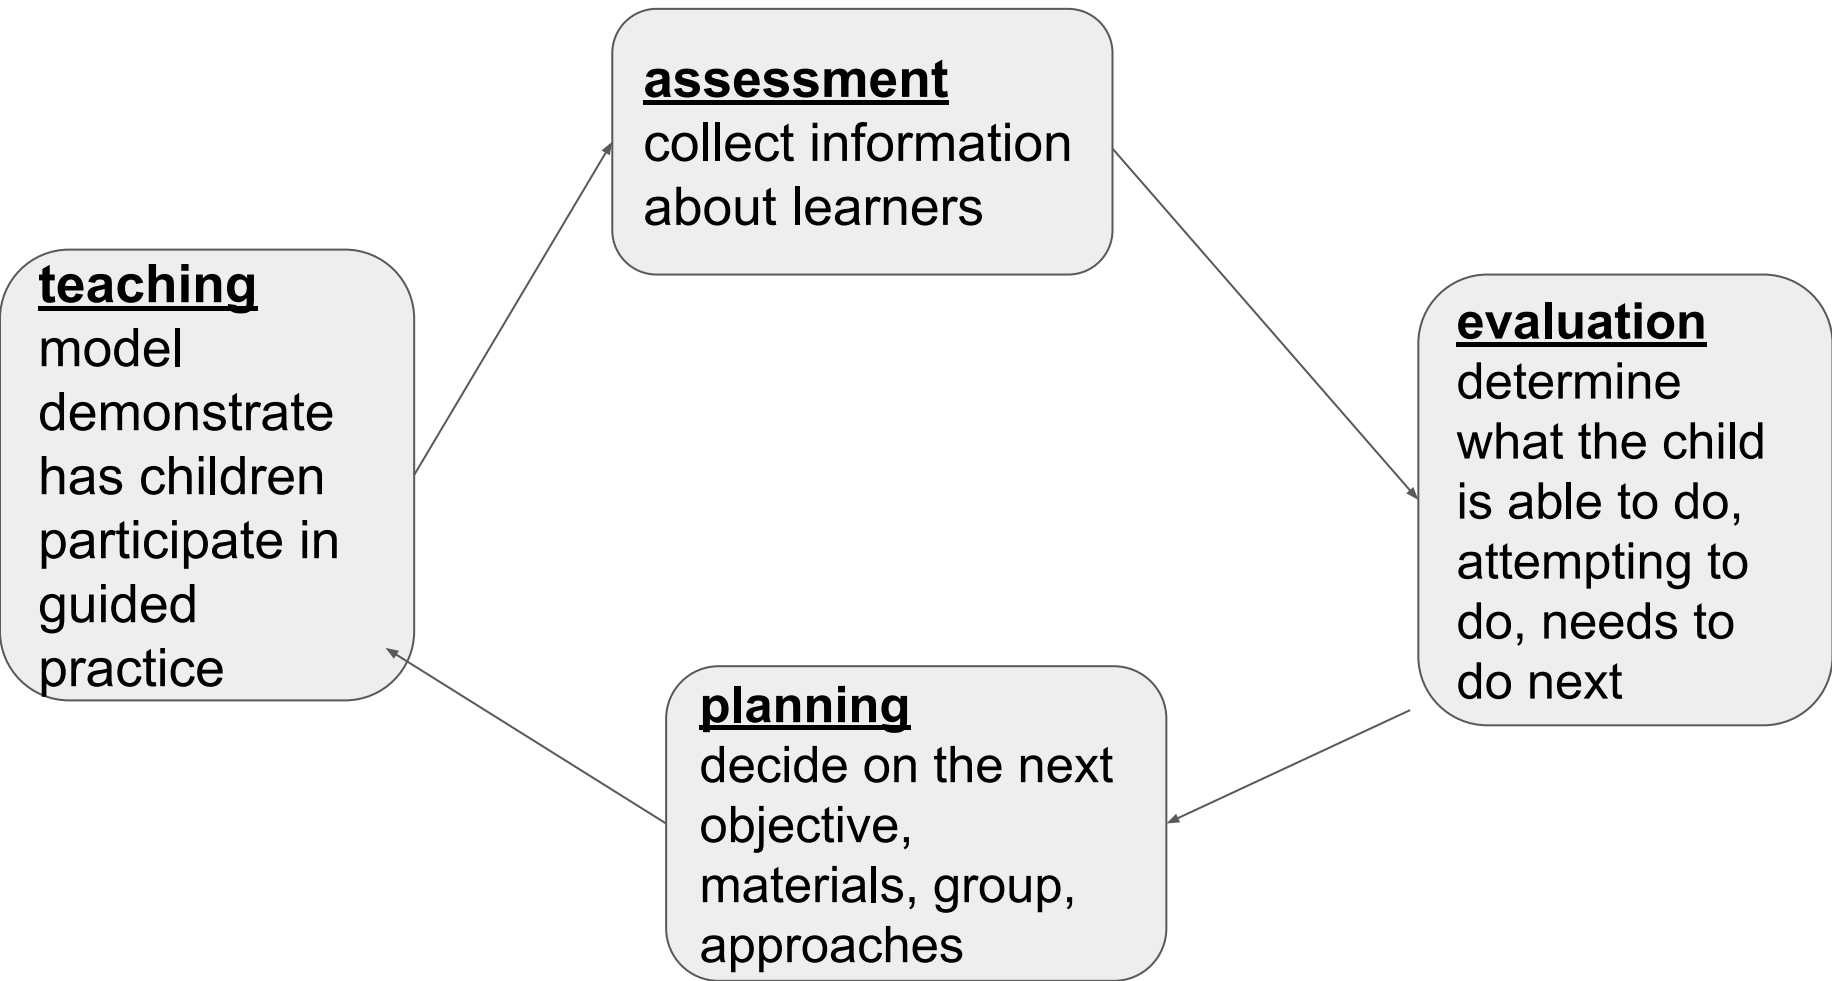 assessment
collect information
about learners
evaluation
determine
what the child
is able to do,
attempting to
do, needs to
do next
planning
decide on the next
objective,
materials, group,
approaches
teaching
model
demonstrate
has children
participate in
guided
practice